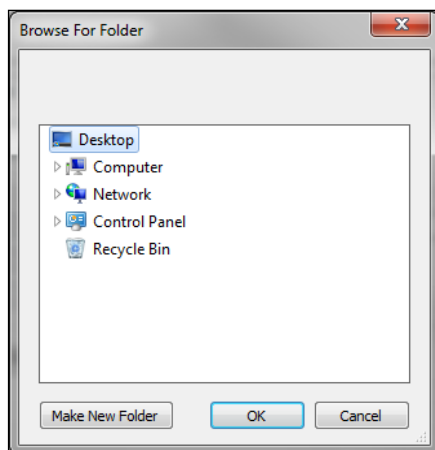 Browse For Folder
Desktop
Computer
Network
Control Panel
Recycle Bin
Make New Folder OK Cancel